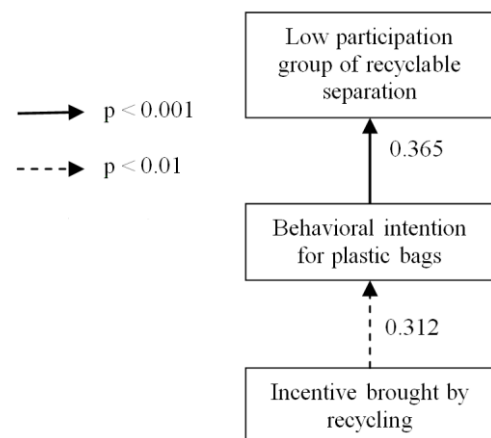 Low participation
group of recyclable
separation
p < 0.001
0.365
p < 0.01
Behavioral intention
for plastic bags
0.312
Incentive brought by
recycling